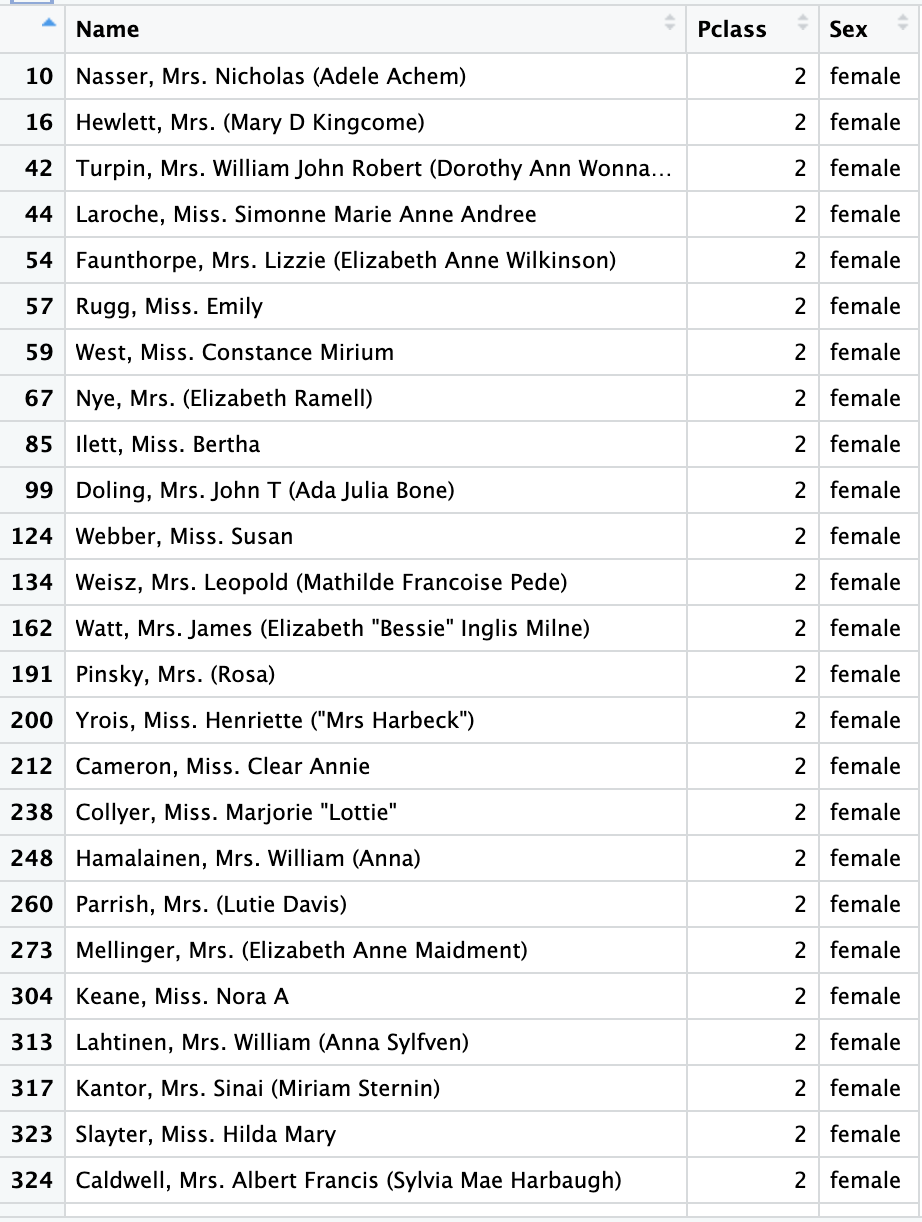 Name Pclass Sex
10 Nasser, Mrs. Nicholas (Adele Achem) 2 female
16 Hewlett, Mrs. (Mary D Kingcome) 2 female
42 Turpin, Mrs. William John Robert (Dorothy Ann Wonna... 2 female
44 Laroche, Miss. Simonne Marie Anne Andree 2 female
54 Faunthorpe, Mrs. Lizzie (Elizabeth Anne Wilkinson) 2 female
57 Rugg, Miss. Emily 2 female
59 West, Miss. Constance Mirium 2 female
67 Nye, Mrs. (Elizabeth Ramell) 2 female
85 Ilett, Miss. Bertha 2 female
99 Doling, Mrs. John T (Ada Julia Bone) 2 female
124 Webber, Miss. Susan 2 female
134 Weisz, Mrs. Leopold (Mathilde Francoise Pede) 2 female
162 Watt, Mrs. James (Elizabeth "Bessie" Inglis Milne) 2 female
191 Pinsky, Mrs. (Rosa) 2 female
200 Yrois, Miss. Henriette ("Mrs Harbeck") 2 female
212 Cameron, Miss. Clear Annie 2 female
238 Collyer, Miss. Marjorie "Lottie" 2 female
248 Hamalainen, Mrs. William (Anna) 2 female
260 Parrish, Mrs. (Lutie Davis) 2 female
273 Mellinger, Mrs. (Elizabeth Anne Maidment) 2 female
304 Keane, Miss. Nora A 2 female
313 Lahtinen, Mrs. William (Anna Sylfven) 2 female
317 Kantor, Mrs. Sinai (Miriam Sternin) 2 female
323 Slayter, Miss. Hilda Mary 2 female
324 Caldwell, Mrs. Albert Francis (Sylvia Mae Harbaugh) 2 female